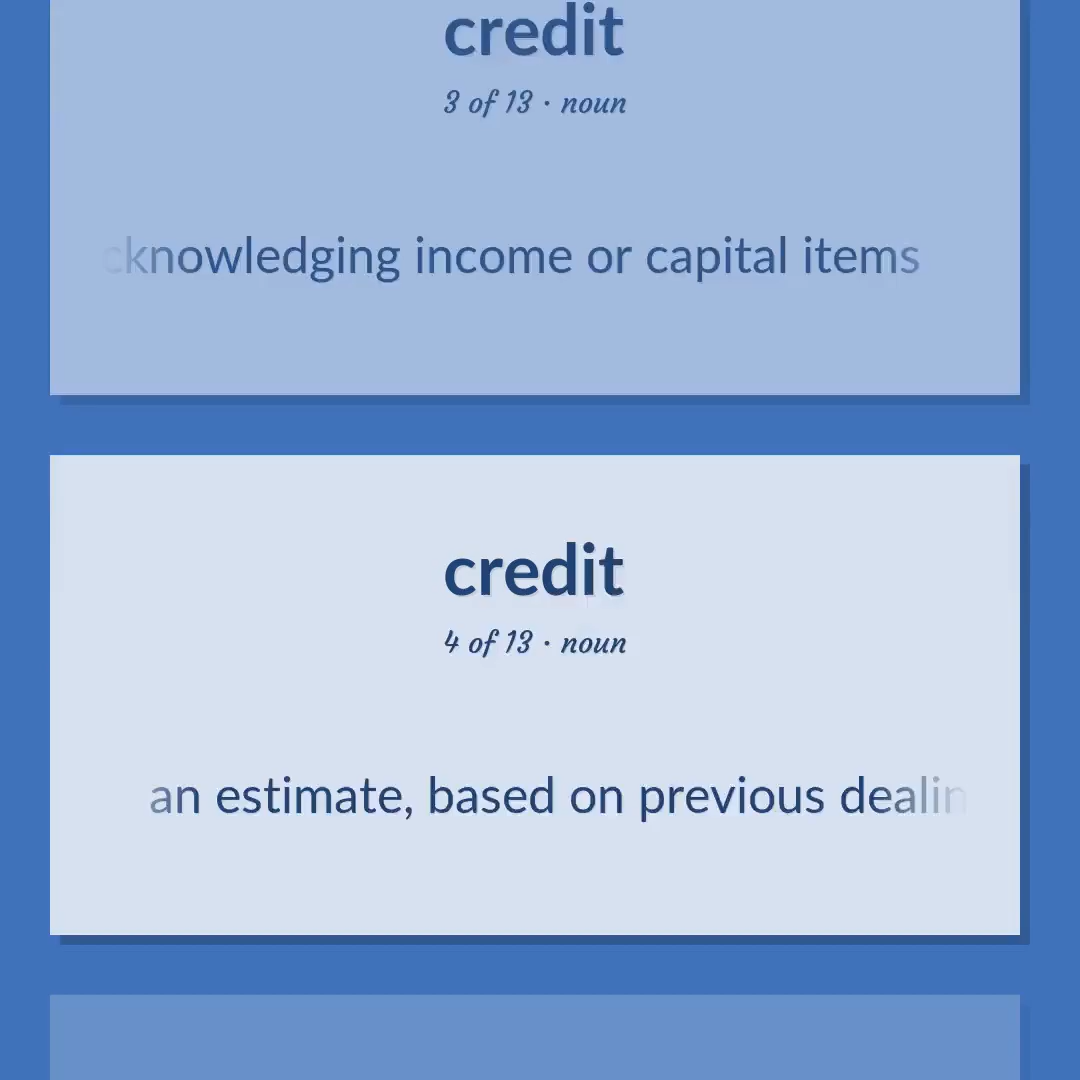 credit
3 of 13 · noun
cknowledging income or capital items
credit
4 of 13 · noun
an estimate, based on previous dealin